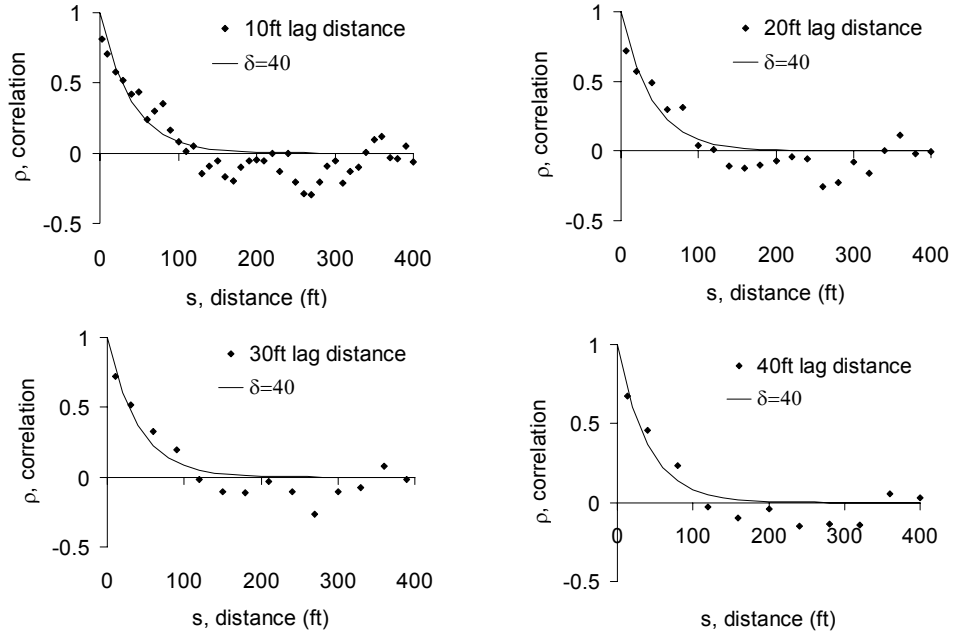 1
10ft lag distance
δ=40
0.5
0
-0.5
ρ, correlation
0 100 200 300 400
s, distance (ft)
1
20ft lag distance
δ=40
0.5
0
-0.5
ρ, correlation
0 100 200 300 400
s, distance (ft)
1
30ft lag distance
δ=40
0.5
0
-0.5
ρ, correlation
0 100 200 300 400
s, distance (ft)
1
40ft lag distance
δ=40
0.5
0
-0.5
ρ, correlation
0 100 200 300 400
s, distance (ft)